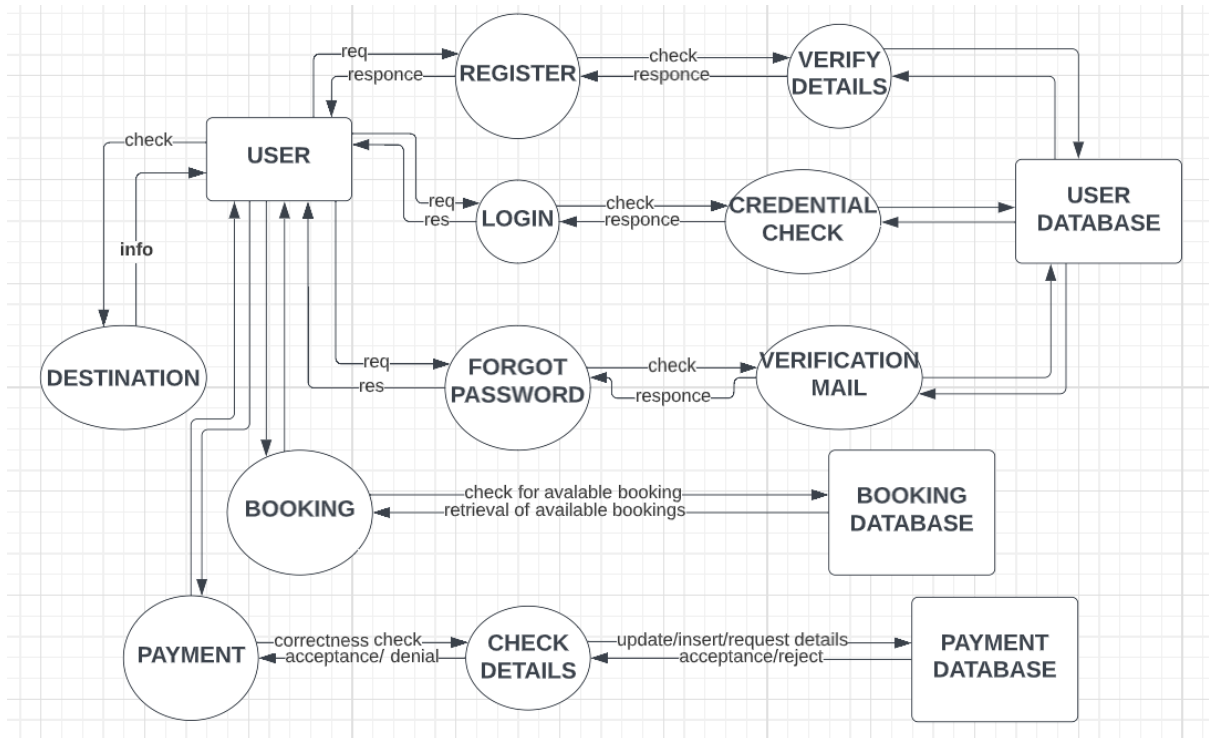 req
responce
REGISTER
check
responce
VERIFY
DETAILS
check
USER
info
req
res
LOGIN
check
responce
CREDENTIAL
CHECK
USER
DATABASE
DESTINATION
req
res
FORGOT
PASSWORD
check
responce
VERIFICATION
MAIL
BOOKING
check for avalable booking
retrieval of available bookings
BOOKING
DATABASE
PAYMENT
correctness check
acceptance/ denial
CHECK
DETAILS
update/insert/request details
acceptance/reject
PAYMENT
DATABASE